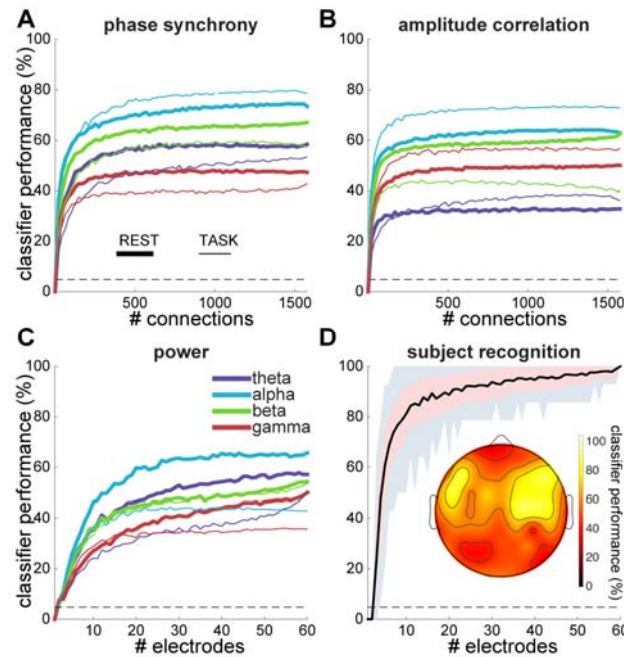 A phase synchrony
B amplitude correlation
classifier performance (%)
100
80
60
40
20
0
REST TASK
500 1000 1500
# connections
100
80
60
40
20
0
500 1000 1500
# connections
C power
D subject recognition
classifier performance (%)
100
80
60
40
20
0
theta
alpha
beta
gamma
10 20 30 40 50 60
# electrodes
100
80
60
40
20
0
100
80
60
40
20
0
classifier performance (%)
10 20 30 40 50 60
# electrodes